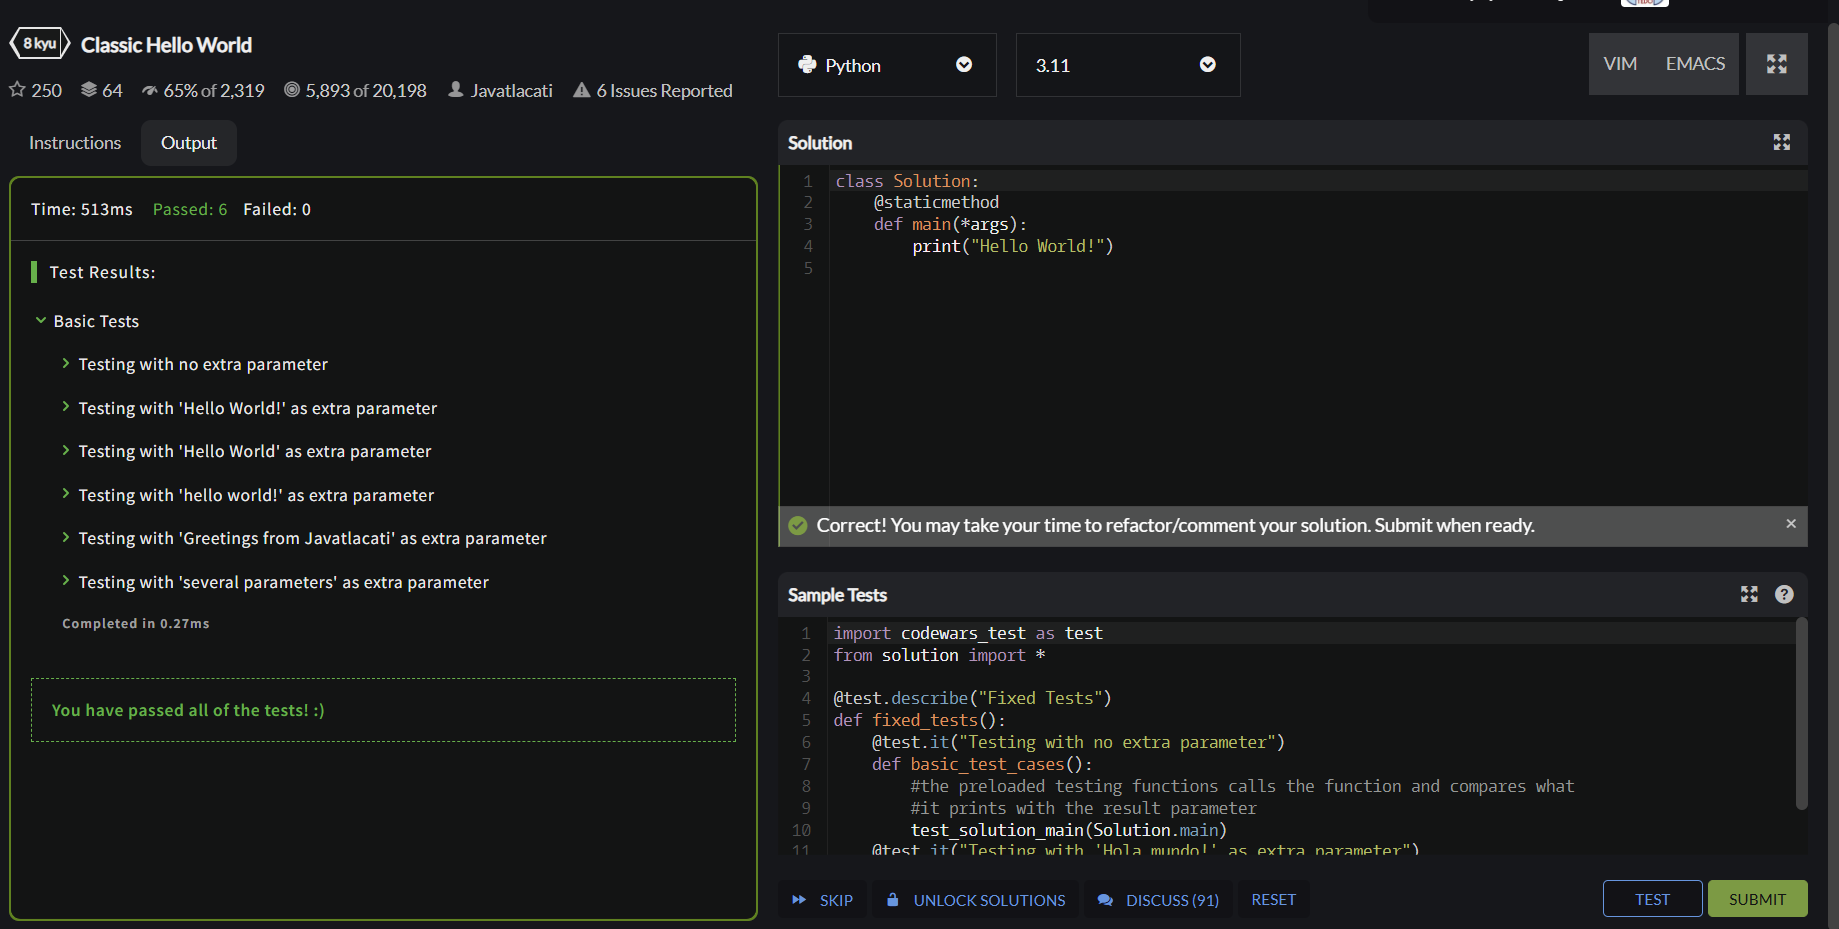 8 kyu Classic Hello World
250 64 65% of 2,319 5,893 of 20,198 Javatlacati 6 Issues Reported
Instructions Output
Time: 513ms Passed: 6 Failed: 0
Test Results:
Basic Tests
Testing with no extra parameter
Testing with 'Hello World!' as extra parameter
Testing with 'Hello World' as extra parameter
Testing with 'hello world!' as extra parameter
Testing with 'Greetings from Javatlacati' as extra parameter
Testing with 'several parameters' as extra parameter
Completed in 0.27ms
You have passed all of the tests! :)
Python 3.11 VIM EMACS
Solution
1 class Solution:
2 @staticmethod
3 def main(*args):
4 print("Hello World!")
5
Correct! You may take your time to refactor/comment your solution. Submit when ready. ×
Sample Tests ?
1 import codewars_test as test
2 from solution import *
3
4 @test.describe("Fixed Tests")
5 def fixed_tests():
6 @test.it("Testing with no extra parameter")
7 def basic_test_cases():
8 #the preloaded testing functions calls the function and compares what
9 #it prints with the result parameter
10 test_solution_main(Solution.main)
11 @test.it("Testing with 'Hola mundo!' as extra parameter")
SKIP UNLOCK SOLUTIONS DISCUSS (91) RESET TEST SUBMIT